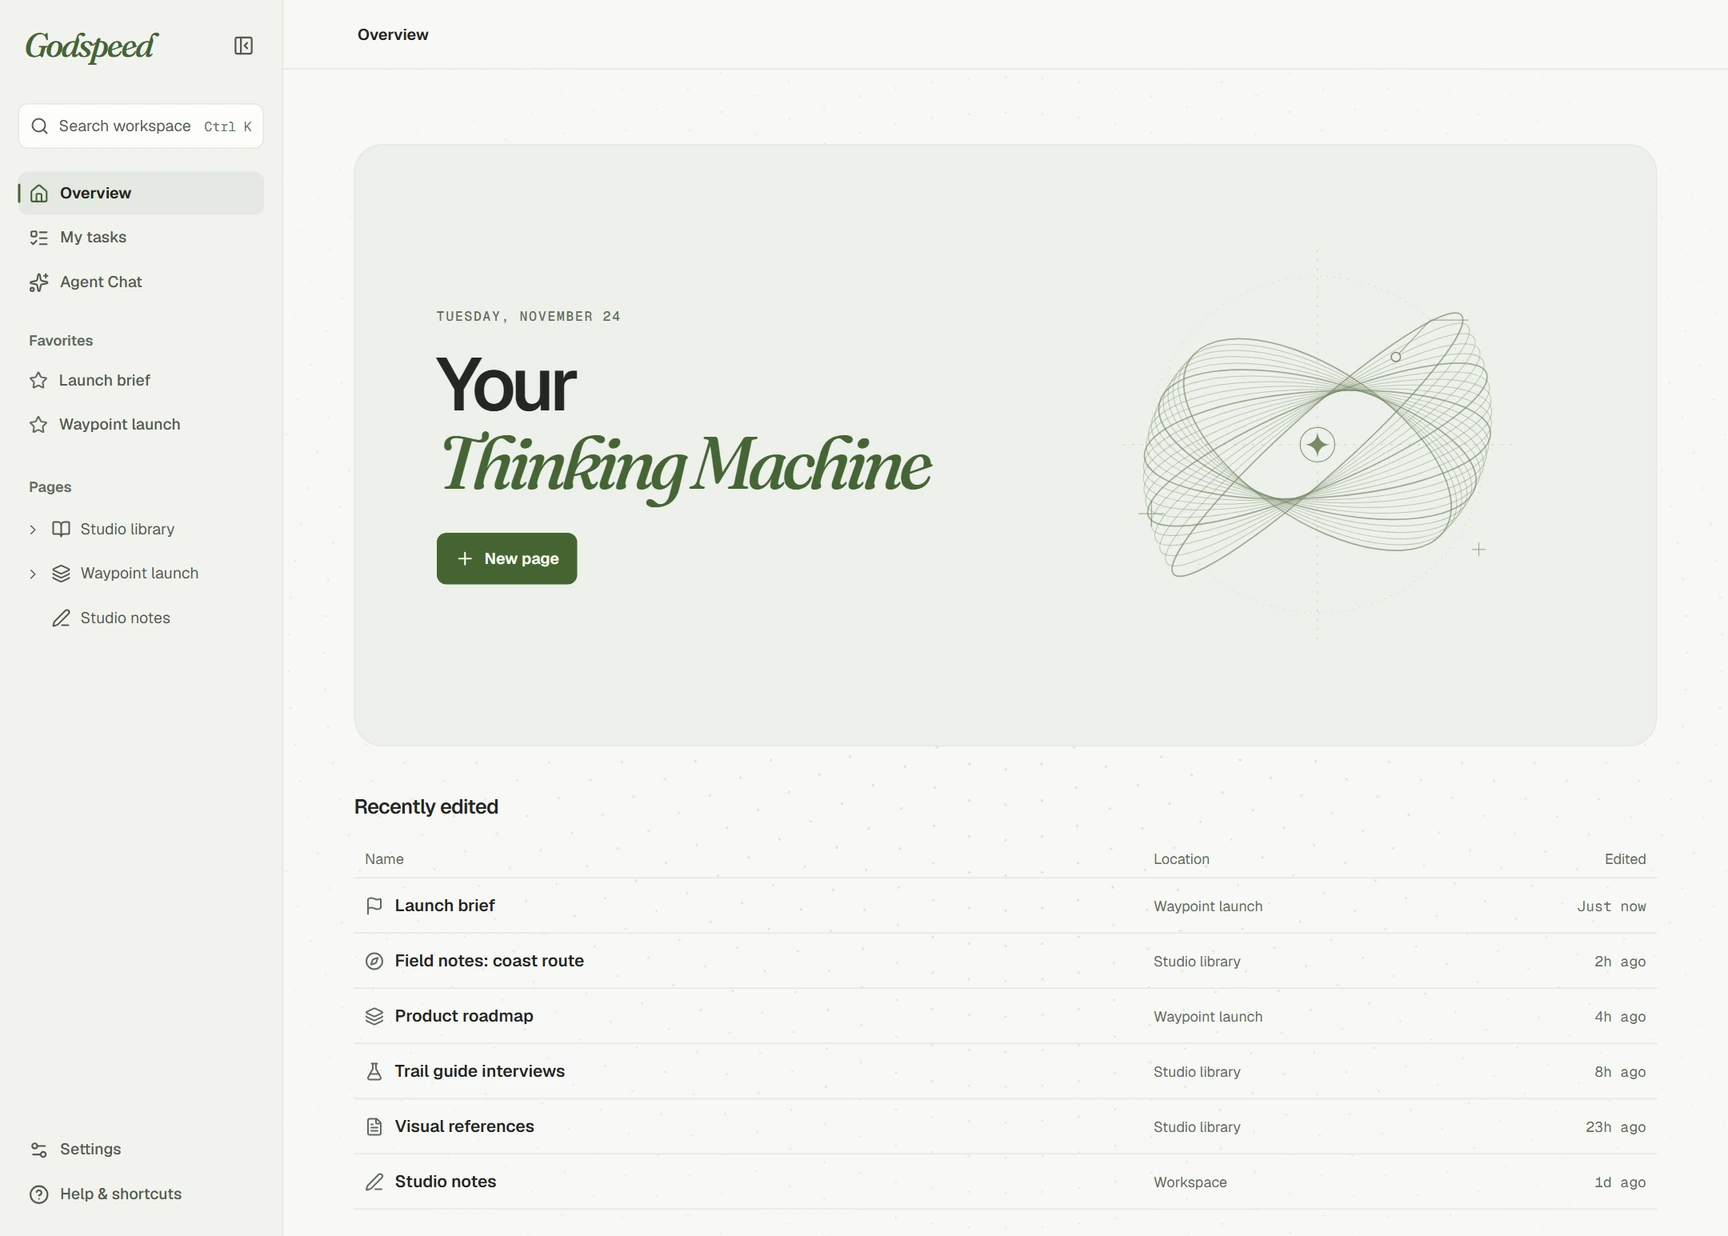 Godspeed
Search workspace Ctrl K
Overview
My tasks
Agent Chat
Favorites
Launch brief
Waypoint launch
Pages
Studio library
Waypoint launch
Studio notes
Settings
Help & shortcuts
Overview
TUESDAY, NOVEMBER 24
Your
Thinking Machine
New page
Recently edited
Name Location Edited
Launch brief Waypoint launch Just now
Field notes: coast route Studio library 2h ago
Product roadmap Waypoint launch 4h ago
Trail guide interviews Studio library 8h ago
Visual references Studio library 23h ago
Studio notes Workspace 1d ago